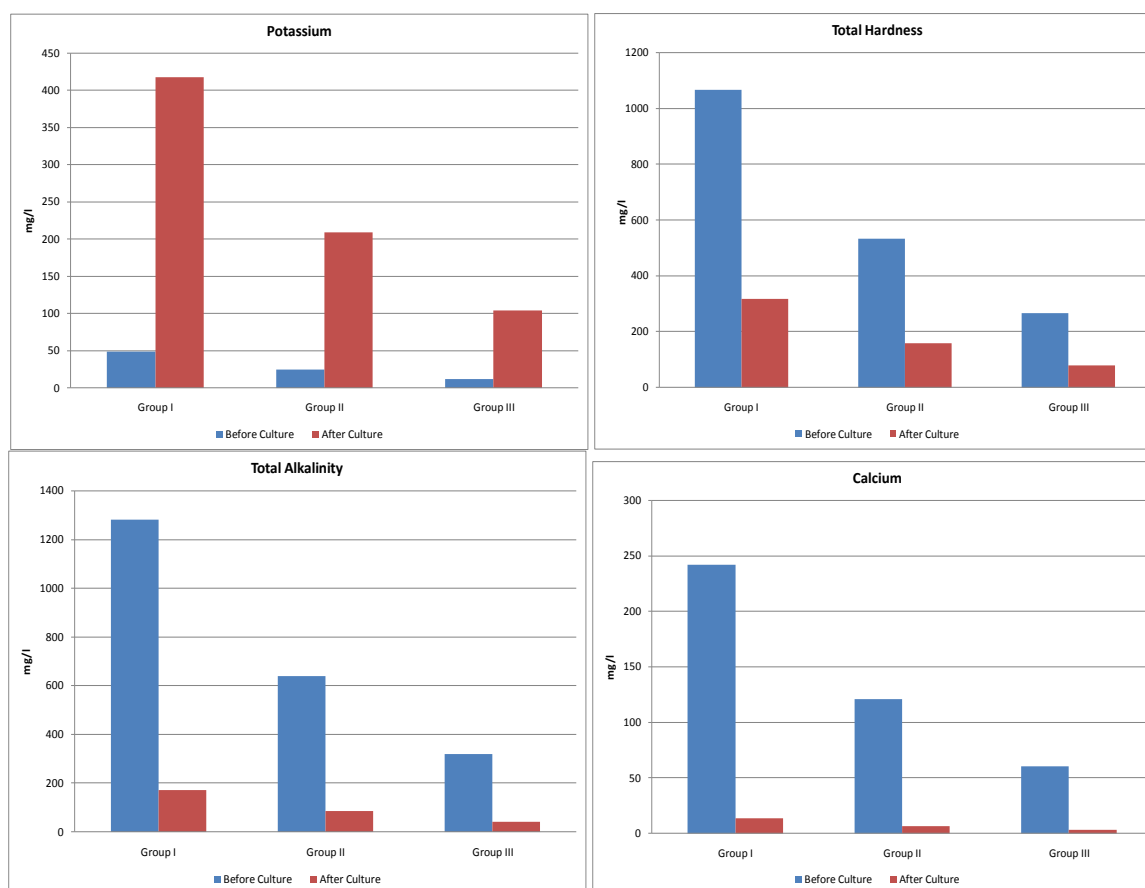 Potassium
450
400
350
300
250
200
150
100
50
0
mg/l
Group I Group II Group III
Before Culture After Culture
Total Hardness
1200
1000
800
600
400
200
0
mg/l
Group I Group II Group III
Before Culture After Culture
Total Alkalinity
1400
1200
1000
800
600
400
200
0
mg/l
Group I Group II Group III
Before Culture After Culture
Calcium
300
250
200
150
100
50
0
mg/l
Group I Group II Group III
Before Culture After Culture